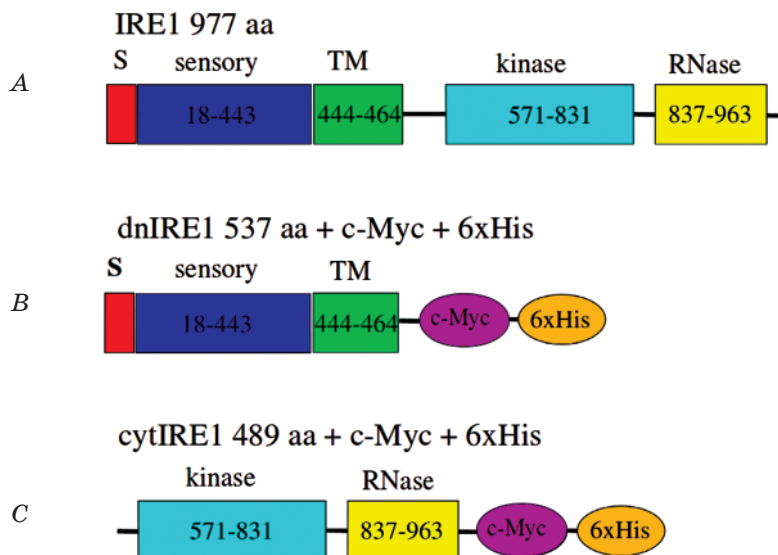 IRE1 977 aa
S sensory TM kinase RNase
A 18-443 444-464 571-831 837-963
dnIRE1 537 aa + c-Myc + 6xHis
S sensory TM
B 18-443 444-464 c-Myc 6xHis
cytIRE1 489 aa + c-Myc + 6xHis
kinase RNase
C 571-831 837-963 c-Myc 6xHis